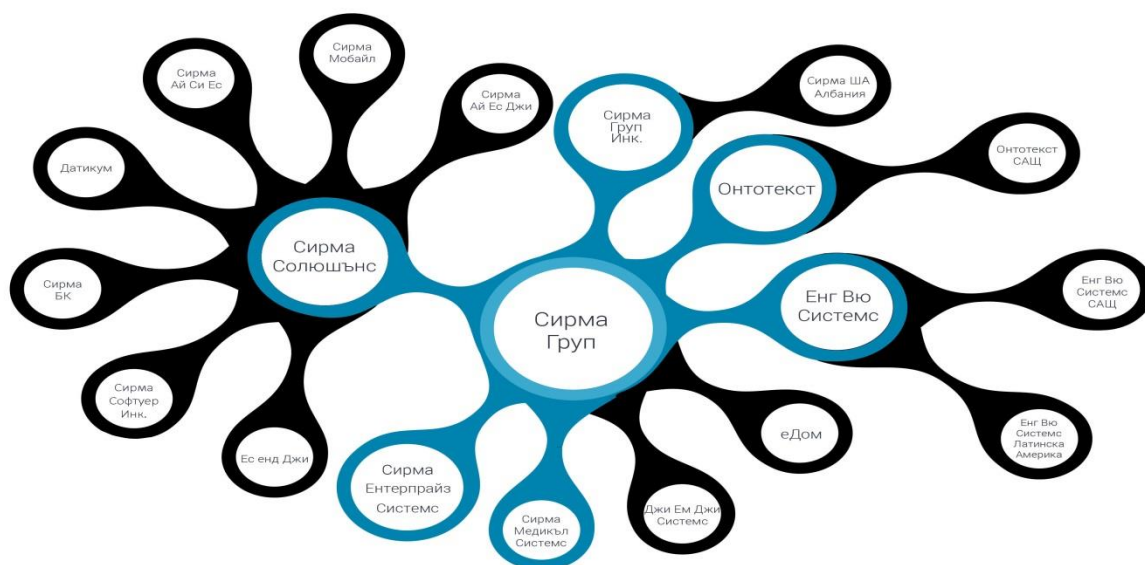 Сирма
Мобайл
Сирма
Ай Си Ес
Сирма
Ай Ес Джи
Сирма ША
Албания
Сирма
Груп
Инк.
Датикум
Онтотекст
Онтотекст
САЩ
Сирма
Солюшънс
Сирма
БК
Енг Вю
Системс
Енг Вю
Системс
САЩ
Сирма
Груп
Сирма
Софтуер
Инк.
еДом
Енг Вю
Системс
Латинска
Америка
Ес енд Джи
Сирма
Ентерпрайз
Системс
Джи Ем Джи
Системс
Сирма
Медикъл
Системс